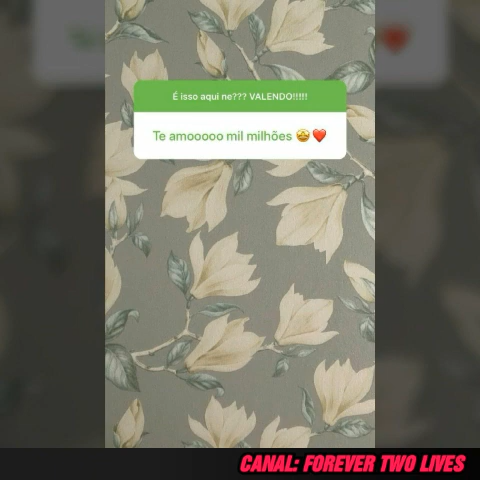 É isso aqui ne??? VALENDO!!!!!
Te amooooo mil milhões 🤩❤️
CANAL: FOREVER TWO LIVES